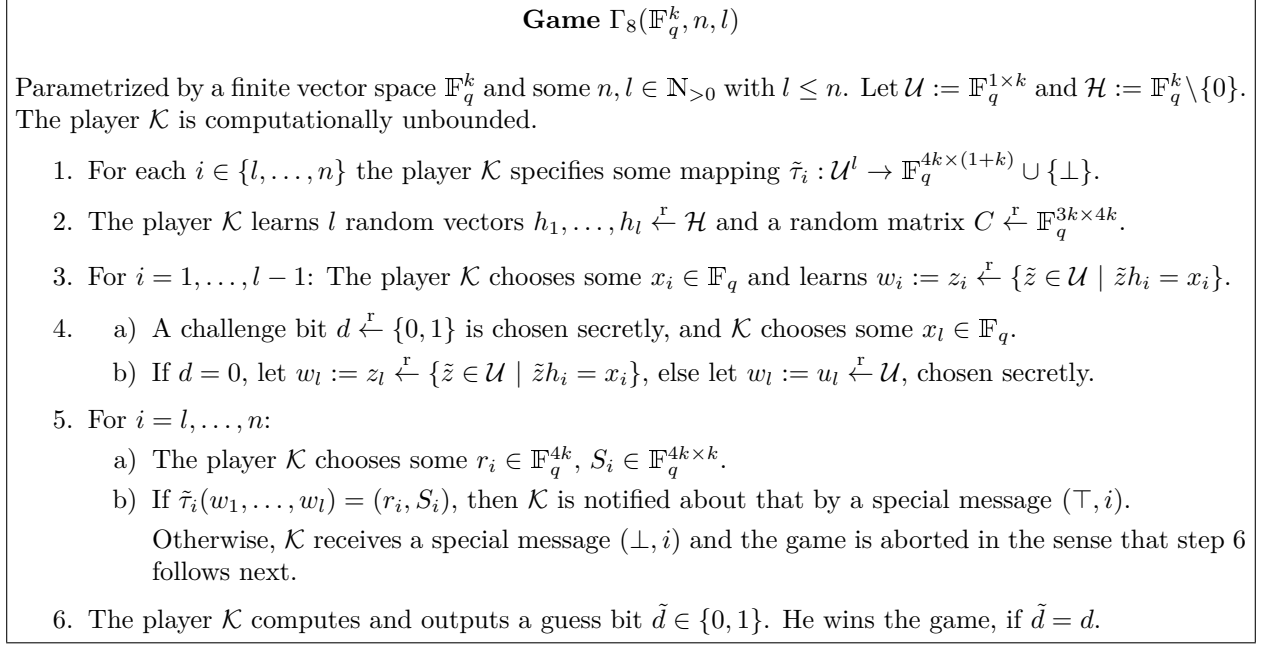 Game Γ₈(𝔽_q^k, n, l)
Parametrized by a finite vector space 𝔽_q^k and some n, l ∈ ℕ_{>0} with l ≤ n. Let 𝒰 := 𝔽_q^{1×k} and ℋ := 𝔽_q^k\{0}.
The player 𝒦 is computationally unbounded.
1. For each i ∈ {l, . . . , n} the player 𝒦 specifies some mapping τ̃_i : 𝒰^l → 𝔽_q^{4k×(1+k)} ∪ {⊥}.
2. The player 𝒦 learns l random vectors h_1, . . . , h_l ←^r ℋ and a random matrix C ←^r 𝔽_q^{3k×4k}.
3. For i = 1, . . . , l − 1: The player 𝒦 chooses some x_i ∈ 𝔽_q and learns w_i := z_i ←^r {z̃ ∈ 𝒰 | z̃h_i = x_i}.
4. a) A challenge bit d ←^r {0, 1} is chosen secretly, and 𝒦 chooses some x_l ∈ 𝔽_q.
b) If d = 0, let w_l := z_l ←^r {z̃ ∈ 𝒰 | z̃h_i = x_i}, else let w_l := u_l ←^r 𝒰, chosen secretly.
5. For i = l, . . . , n:
a) The player 𝒦 chooses some r_i ∈ 𝔽_q^{4k}, S_i ∈ 𝔽_q^{4k×k}.
b) If τ̃_i(w_1, . . . , w_l) = (r_i, S_i), then 𝒦 is notified about that by a special message (⊤, i).
Otherwise, 𝒦 receives a special message (⊥, i) and the game is aborted in the sense that step 6
follows next.
6. The player 𝒦 computes and outputs a guess bit d̃ ∈ {0, 1}. He wins the game, if d̃ = d.